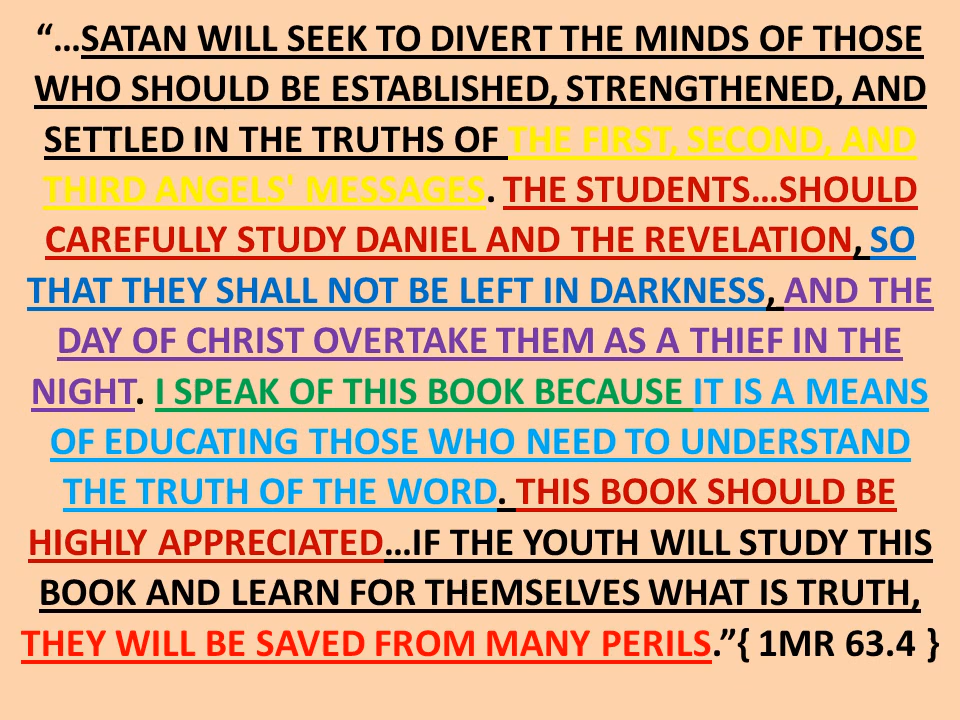 “…SATAN WILL SEEK TO DIVERT THE MINDS OF THOSE
WHO SHOULD BE ESTABLISHED, STRENGTHENED, AND
SETTLED IN THE TRUTHS OF THE FIRST, SECOND, AND
THIRD ANGELS' MESSAGES. THE STUDENTS…SHOULD
CAREFULLY STUDY DANIEL AND THE REVELATION, SO
THAT THEY SHALL NOT BE LEFT IN DARKNESS, AND THE
DAY OF CHRIST OVERTAKE THEM AS A THIEF IN THE
NIGHT. I SPEAK OF THIS BOOK BECAUSE IT IS A MEANS
OF EDUCATING THOSE WHO NEED TO UNDERSTAND
THE TRUTH OF THE WORD. THIS BOOK SHOULD BE
HIGHLY APPRECIATED…IF THE YOUTH WILL STUDY THIS
BOOK AND LEARN FOR THEMSELVES WHAT IS TRUTH,
THEY WILL BE SAVED FROM MANY PERILS.”{ 1MR 63.4 }